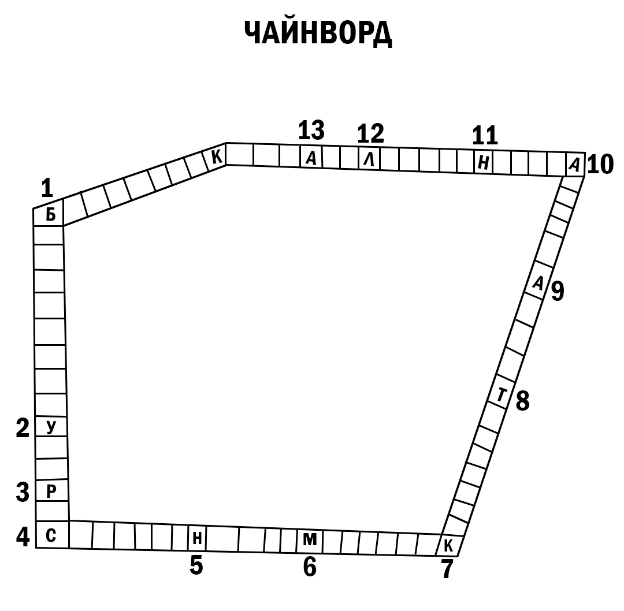 ЧАЙНВОРД
13 12 11
К А Л Н А 10
1
Б
А 9
Т 8
2 У
3 Р
4 С Н М К
5 6 7